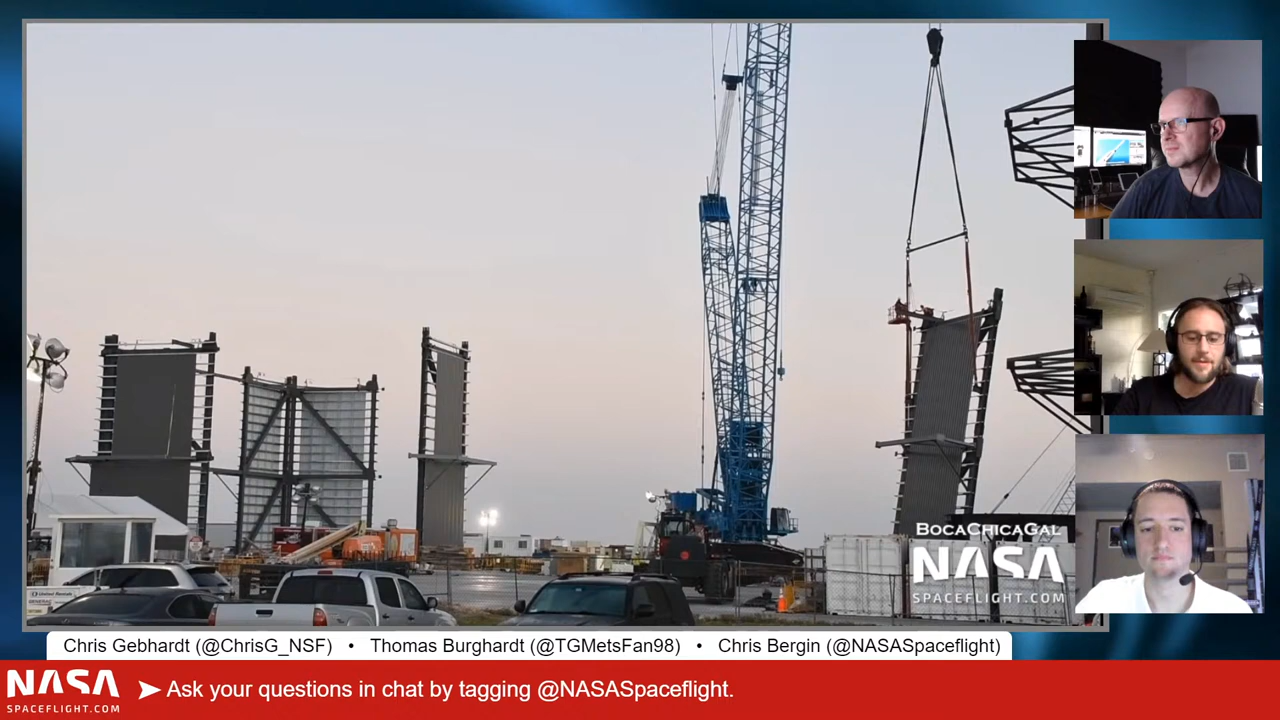 BocaChicaGal
NASA
SPACEFLIGHT.COM
Chris Gebhardt (@ChrisG_NSF) • Thomas Burghardt (@TGMetsFan98) • Chris Bergin (@NASASpaceflight)
NASA
SPACEFLIGHT.COM
Ask your questions in chat by tagging @NASASpaceflight.